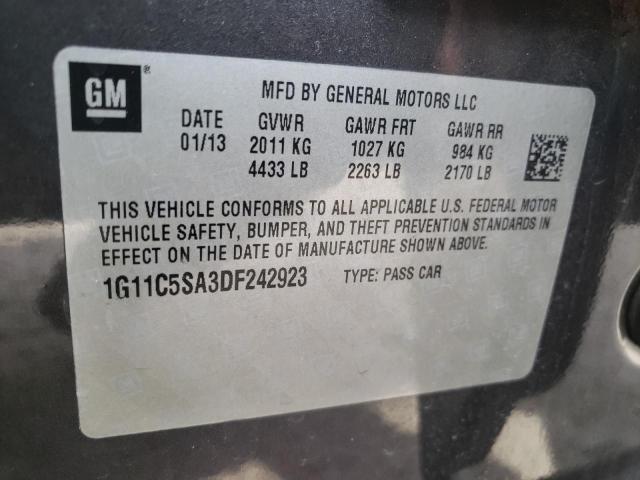 GM ®
MFD BY GENERAL MOTORS LLC
DATE GVWR GAWR FRT GAWR RR
01/13 2011 KG 1027 KG 984 KG
4433 LB 2263 LB 2170 LB
THIS VEHICLE CONFORMS TO ALL APPLICABLE U.S. FEDERAL MOTOR
VEHICLE SAFETY, BUMPER, AND THEFT PREVENTION STANDARDS IN
EFFECT ON THE DATE OF MANUFACTURE SHOWN ABOVE.
1G11C5SA3DF242923 TYPE: PASS CAR